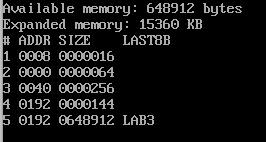 Available memory: 648912 bytes
Expanded memory: 15360 KB
# ADDR SIZE    LAST8B
1 0008 0000016
2 0000 0000064
3 0040 0000256
4 0192 0000144
5 0192 0648912 LAB3